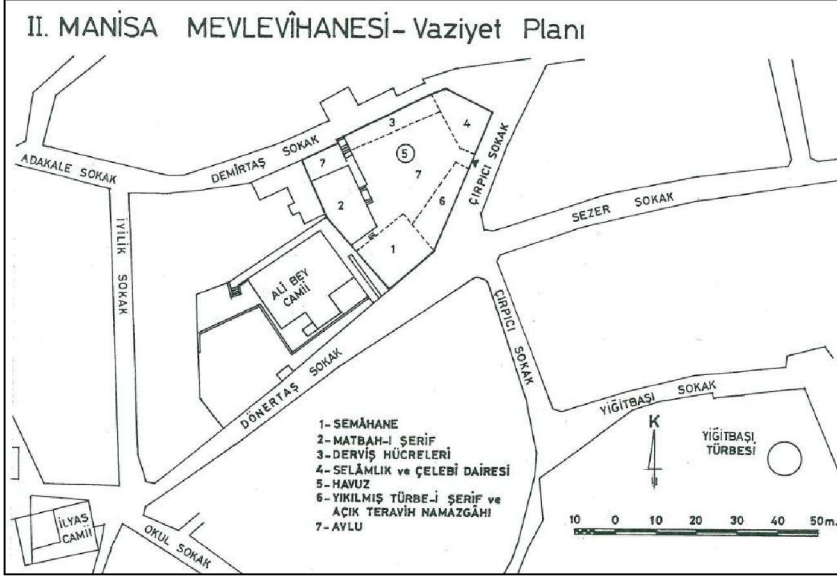 II. MANİSA MEVLEVÎHANESİ - Vaziyet Planı
ADAKALE SOKAK
DEMİRTAŞ SOKAK
İYİLİK SOKAK
ÇIRPICI SOKAK
SEZER SOKAK
3
4
5
7
7
2
6
1
ALİ BEY
CAMİİ
DÖNERTAŞ SOKAK
ÇIRPICI SOKAK
YİĞİTBAŞI SOKAK
YİĞİTBAŞI
TÜRBESİ
K
1- SEMÂHANE
2- MATBAH-I ŞERİF
3- DERVİŞ HÜCRELERİ
4- SELÂMLIK ve ÇELEBİ DAİRESİ
5- HAVUZ
6- YIKILMIŞ TÜRBE-İ ŞERİF ve
AÇIK TERAVİH NAMAZGÂHI
7- AVLU
İLYAS
CAMİİ
OKUL SOKAK
10 0 10 20 30 40 50 m.